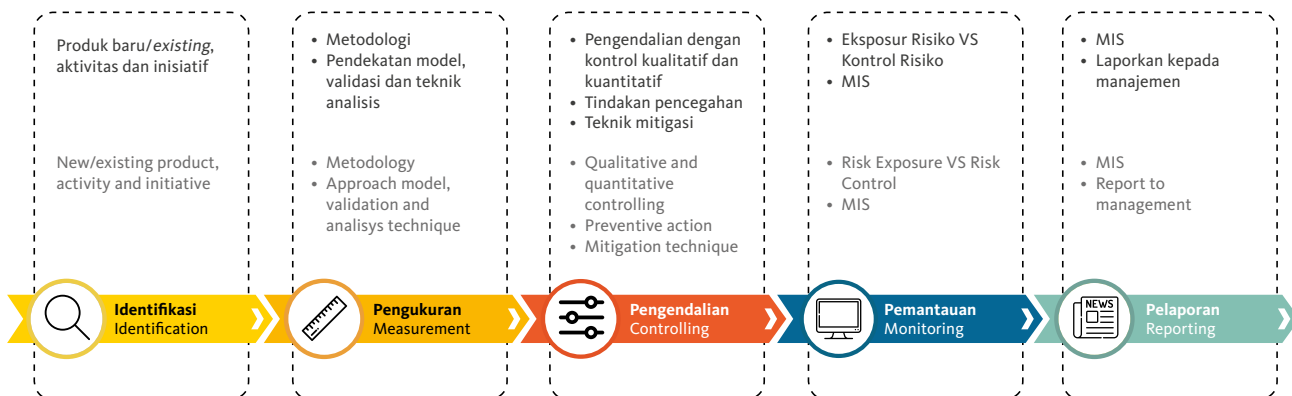 Produk baru/existing,
aktivitas dan inisiatif
New/existing product,
activity and initiative
Identifikasi
Identification
• Metodologi
• Pendekatan model,
validasi dan teknik
analisis
• Metodology
• Approach model,
validation and
analisys technique
Pengukuran
Measurement
• Pengendalian dengan
kontrol kualitatif dan
kuantitatif
• Tindakan pencegahan
• Teknik mitigasi
• Qualitative and
quantitative
controlling
• Preventive action
• Mitigation technique
Pengendalian
Controlling
• Eksposur Risiko VS
Kontrol Risiko
• MIS
• Risk Exposure VS Risk
Control
• MIS
Pemantauan
Monitoring
• MIS
• Laporkan kepada
manajemen
• MIS
• Report to
management
NEWS
Pelaporan
Reporting